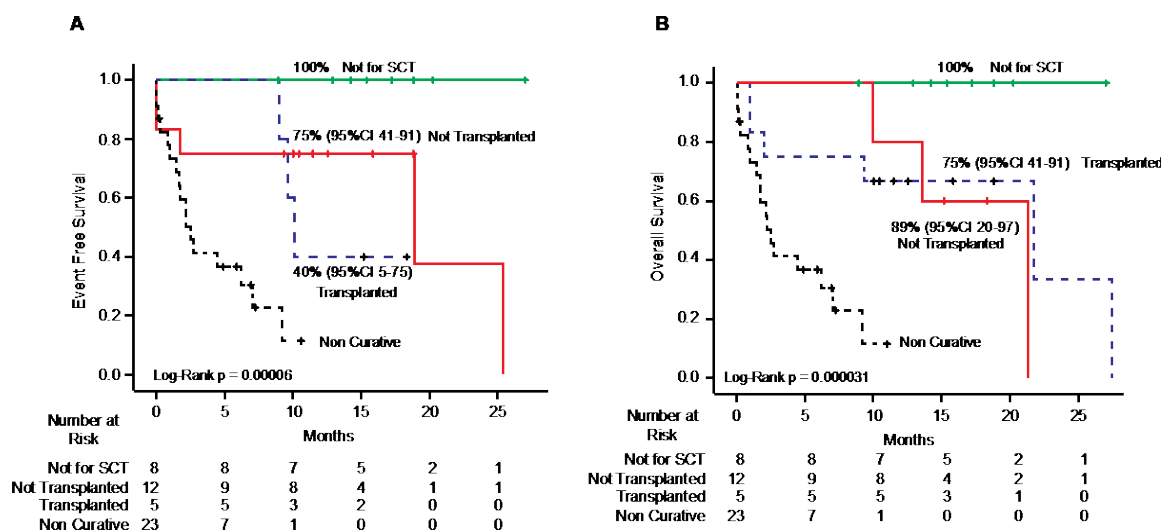 A
Event Free Survival
1.0
0.8
0.6
0.4
0.2
0.0
100% Not for SCT
75% (95%CI 41-91) Not Transplanted
40% (95%CI 5-75)
Transplanted
Non Curative
Log-Rank p = 0.00006
0 5 10 15 20 25
Months
Number at
Risk
Not for SCT 8 8 7 5 2 1
Not Transplanted 12 9 8 4 1 1
Transplanted 5 5 3 2 0 0
Non Curative 23 7 1 0 0 0
B
Overall Survival
1.0
0.8
0.6
0.4
0.2
0.0
100% Not for SCT
75% (95%CI 41-91) Transplanted
89% (95%CI 20-97)
Not Transplanted
Non Curative
Log-Rank p = 0.000031
0 5 10 15 20 25
Months
Number at
Risk
Not for SCT 8 8 7 5 2 1
Not Transplanted 12 9 8 4 2 1
Transplanted 5 5 5 3 1 0
Non Curative 23 7 1 0 0 0